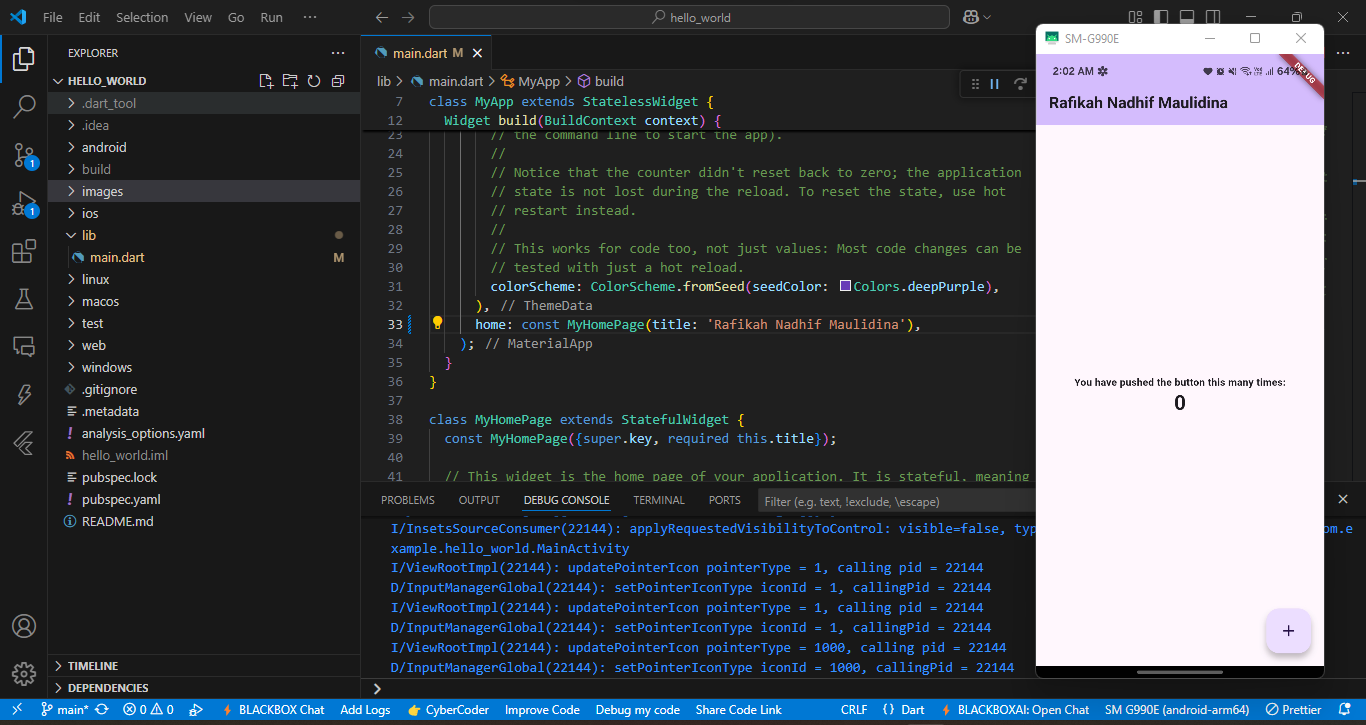 File Edit Selection View Go Run ···
hello_world
EXPLORER
HELLO_WORLD
.dart_tool
.idea
android
build
images
ios
lib
main.dart M
linux
macos
test
web
windows
.gitignore
.metadata
analysis_options.yaml
hello_world.iml
pubspec.lock
pubspec.yaml
README.md
TIMELINE
DEPENDENCIES
1
1
main.dart M
lib > main.dart > MyApp > build
7 class MyApp extends StatelessWidget {
12 Widget build(BuildContext context) {
23 // the command line to start the app).
24 //
25 // Notice that the counter didn't reset back to zero; the application
26 // state is not lost during the reload. To reset the state, use hot
27 // restart instead.
28 //
29 // This works for code too, not just values: Most code changes can be
30 // tested with just a hot reload.
31 colorScheme: ColorScheme.fromSeed(seedColor: Colors.deepPurple),
32 ), // ThemeData
33 home: const MyHomePage(title: 'Rafikah Nadhif Maulidina'),
34 ); // MaterialApp
35 }
36 }
37
38 class MyHomePage extends StatefulWidget {
39 const MyHomePage({super.key, required this.title});
40
41 // This widget is the home page of your application. It is stateful, meaning
PROBLEMS OUTPUT DEBUG CONSOLE TERMINAL PORTS Filter (e.g. text, !exclude, \escape)
I/InsetsSourceConsumer(22144): applyRequestedVisibilityToControl: visible=false, typ om.e
xample.hello_world.MainActivity
I/ViewRootImpl(22144): updatePointerIcon pointerType = 1, calling pid = 22144
D/InputManagerGlobal(22144): setPointerIconType iconId = 1, callingPid = 22144
I/ViewRootImpl(22144): updatePointerIcon pointerType = 1, calling pid = 22144
D/InputManagerGlobal(22144): setPointerIconType iconId = 1, callingPid = 22144
I/ViewRootImpl(22144): updatePointerIcon pointerType = 1000, calling pid = 22144
D/InputManagerGlobal(22144): setPointerIconType iconId = 1000, callingPid = 22144
SM-G990E
2:02 AM 64%
DEBUG
Rafikah Nadhif Maulidina
You have pushed the button this many times:
0
+
main* 0 0 BLACKBOX Chat Add Logs CyberCoder Improve Code Debug my code Share Code Link CRLF {} Dart BLACKBOXAI: Open Chat SM G990E (android-arm64) Prettier